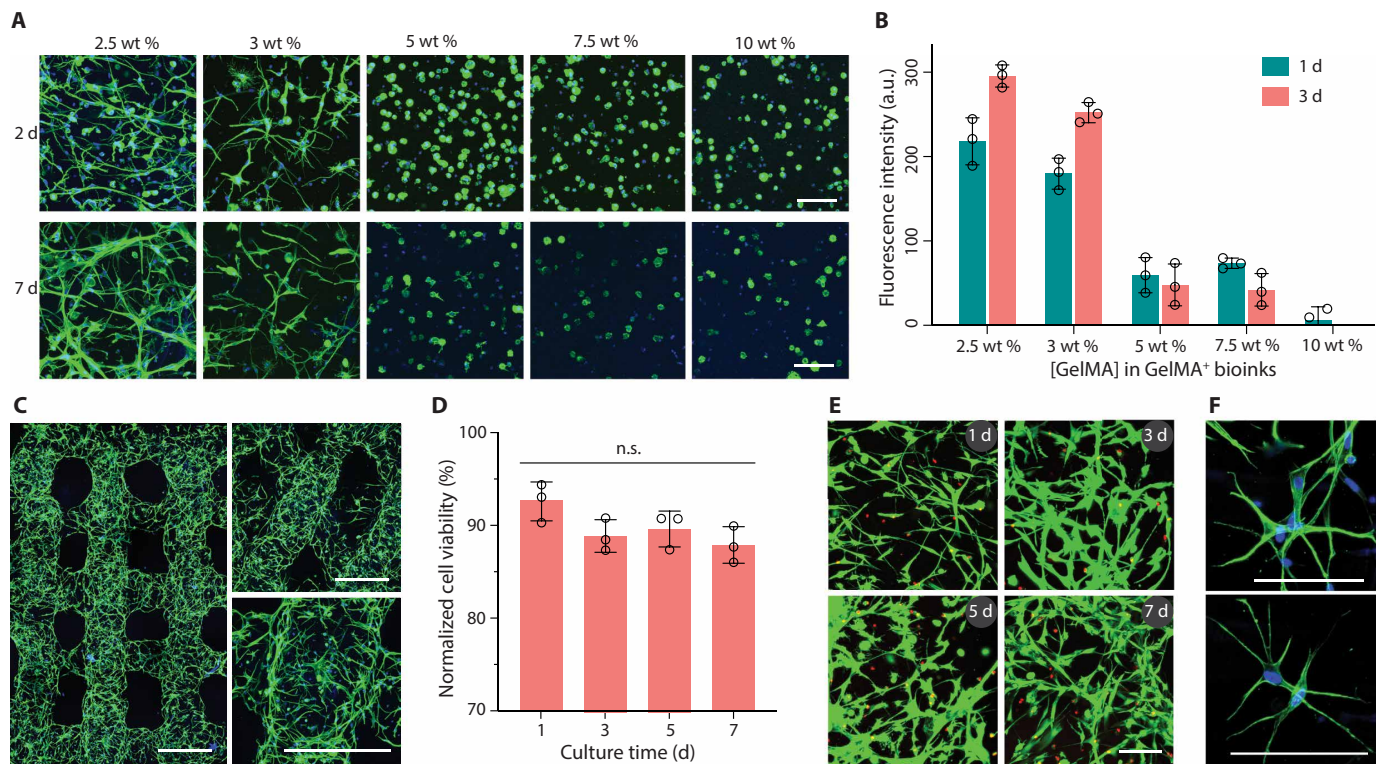 A
2.5 wt %
3 wt %
5 wt %
7.5 wt %
10 wt %
2 d
7 d
B
Fluorescence intensity (a.u.)
300
200
100
0
1 d
3 d
2.5 wt %
3 wt %
5 wt %
7.5 wt %
10 wt %
[GelMA] in GelMA⁺ bioinks
C
D
Normalized cell viability (%)
100
90
80
70
n.s.
1
3
5
7
Culture time (d)
E
1 d
3 d
5 d
7 d
F